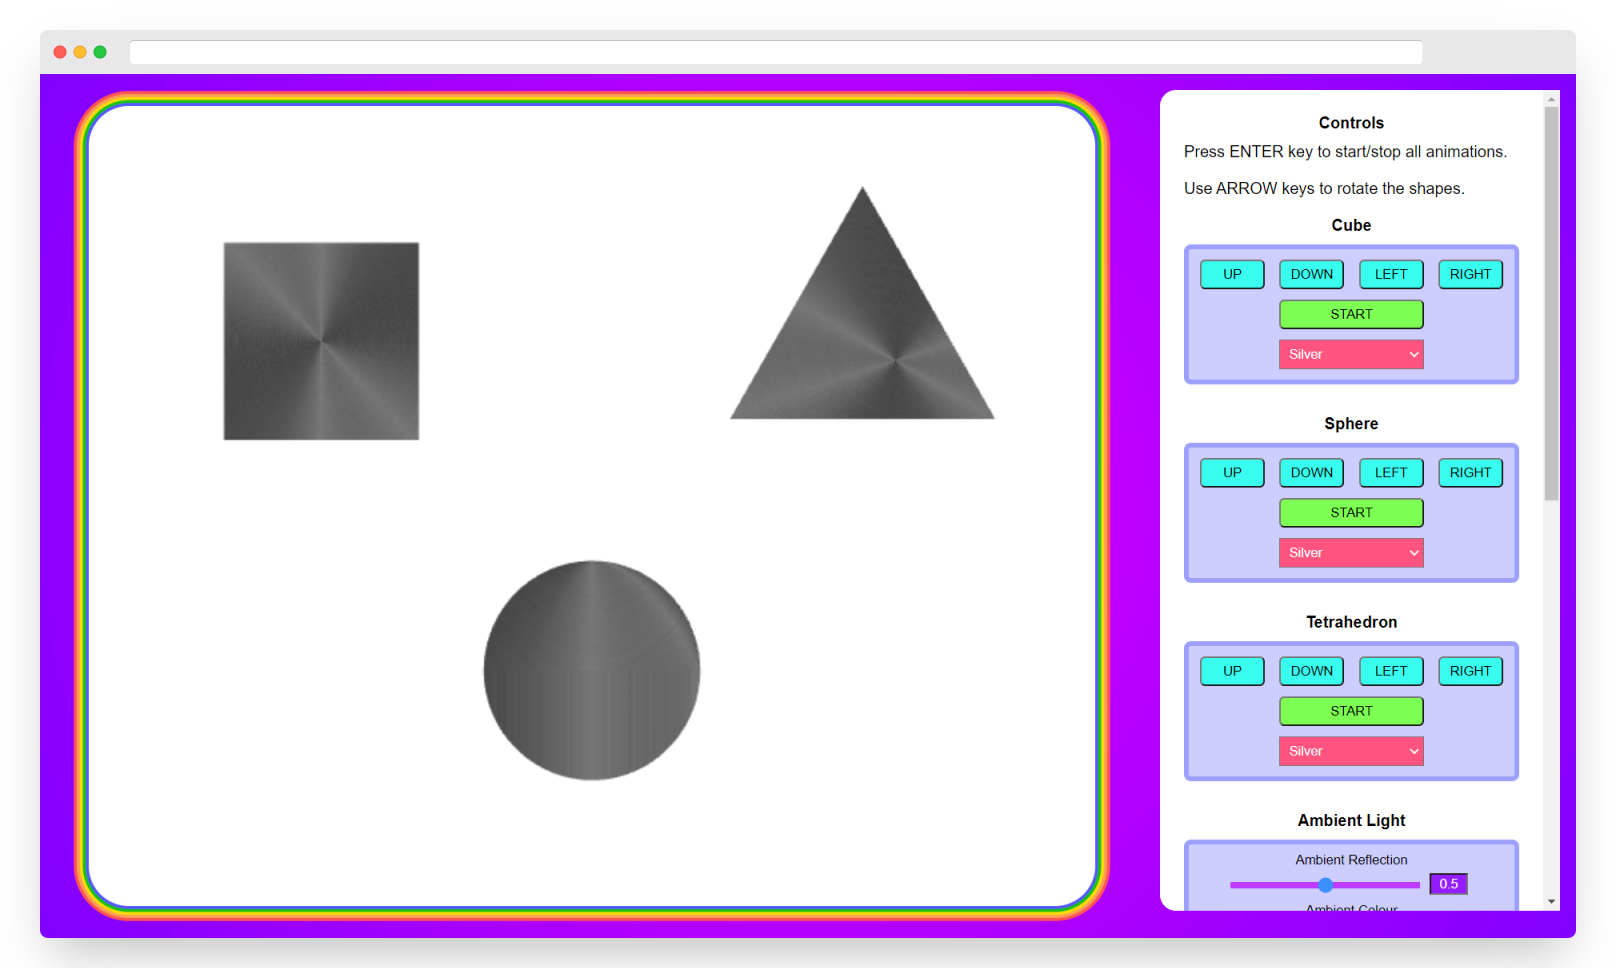 Controls
Press ENTER key to start/stop all animations.
Use ARROW keys to rotate the shapes.
Cube
UP DOWN LEFT RIGHT
START
Silver
Sphere
UP DOWN LEFT RIGHT
START
Silver
Tetrahedron
UP DOWN LEFT RIGHT
START
Silver
Ambient Light
Ambient Reflection
0.5
Ambient Colour